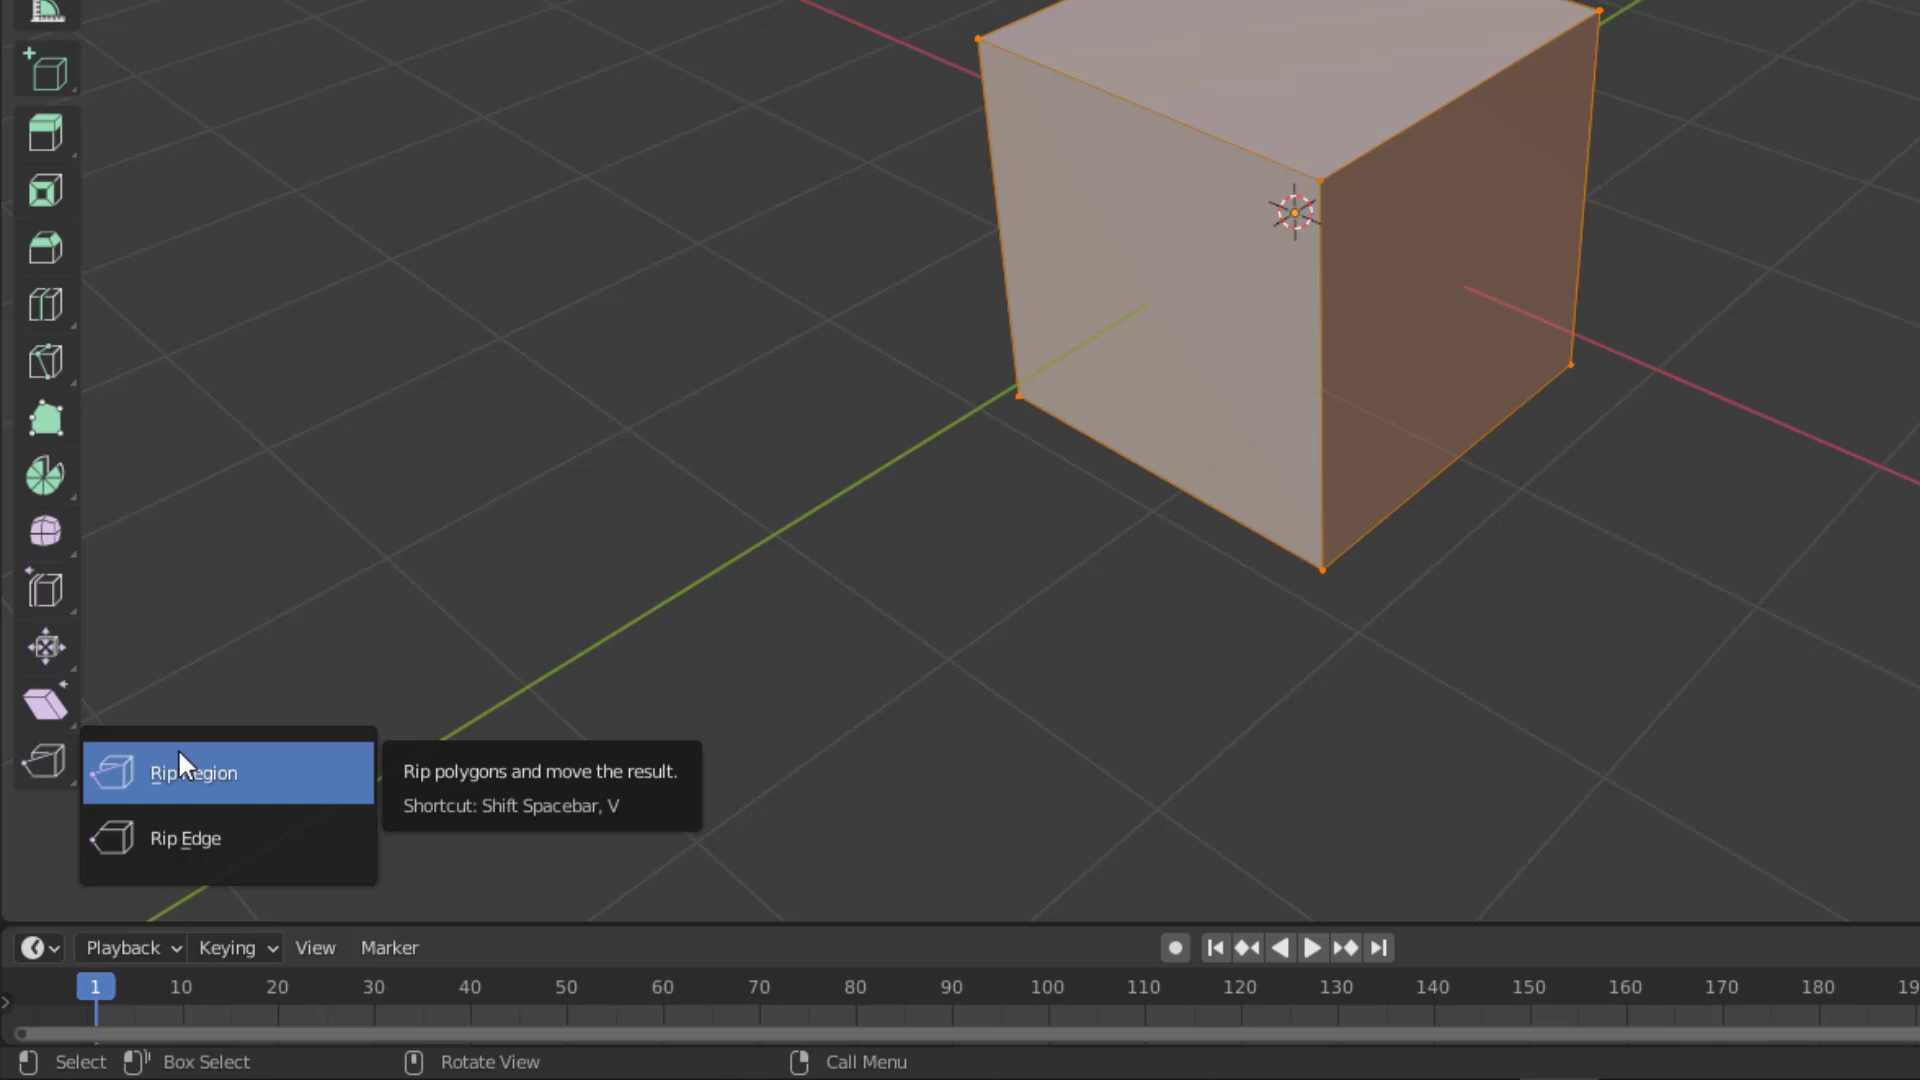 Rip Region
Rip polygons and move the result.
Shortcut: Shift Spacebar, V
Rip Edge
Playback
Keying
View
Marker
1
10
20
30
40
50
60
70
80
90
100
110
120
130
140
150
160
170
180
Select
Box Select
Rotate View
Call Menu